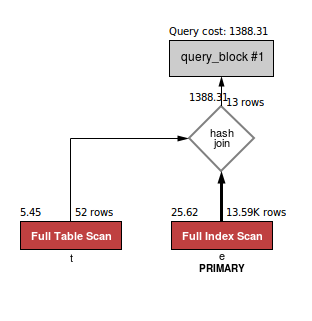 Query cost: 1388.31
query_block #1
1388.31
13 rows
hash
join
5.45
52 rows
25.62
13.59K rows
Full Table Scan
Full Index Scan
t
e
PRIMARY